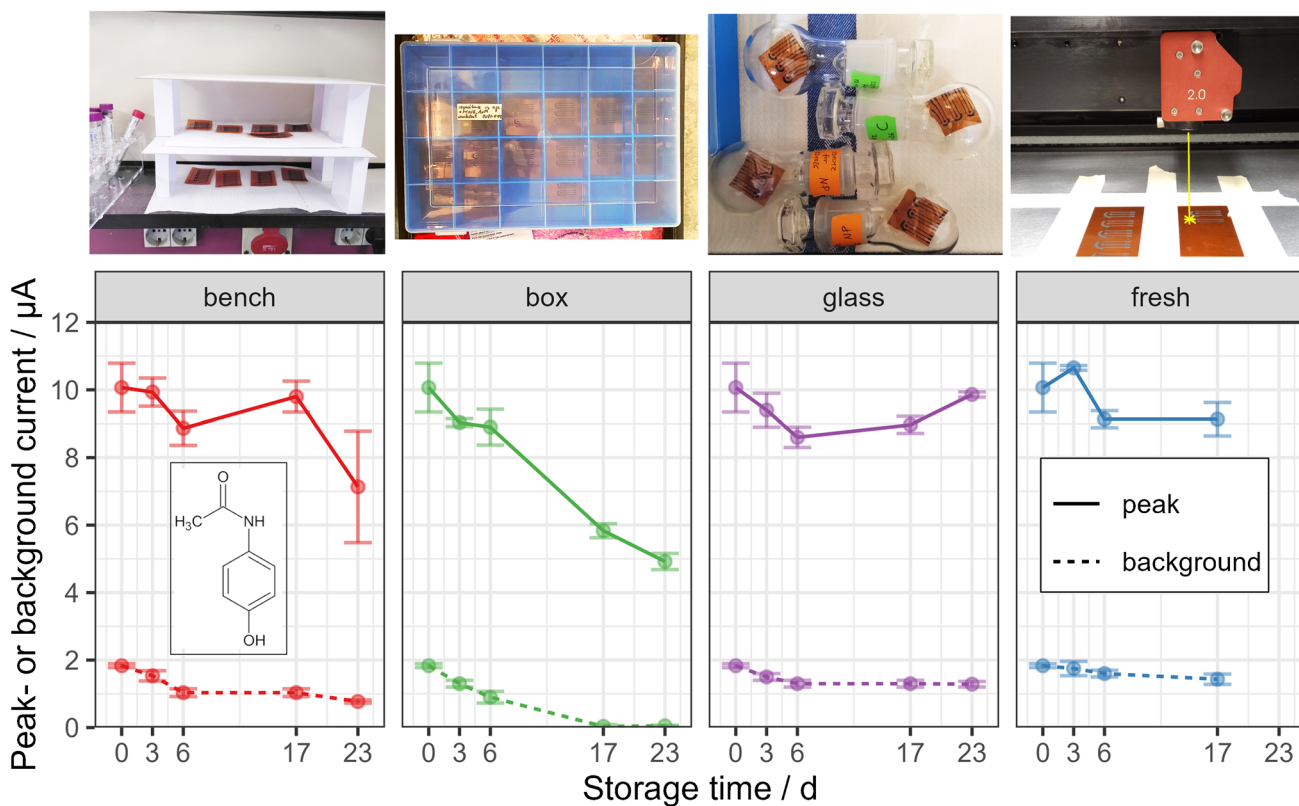 2.0
C
NP
NP
bench
box
glass
fresh
Peak- or background current / µA
12
10
8
6
4
2
0
O
H₃C
NH
OH
peak
background
0 3 6 17 23
0 3 6 17 23
0 3 6 17 23
0 3 6 17 23
Storage time / d